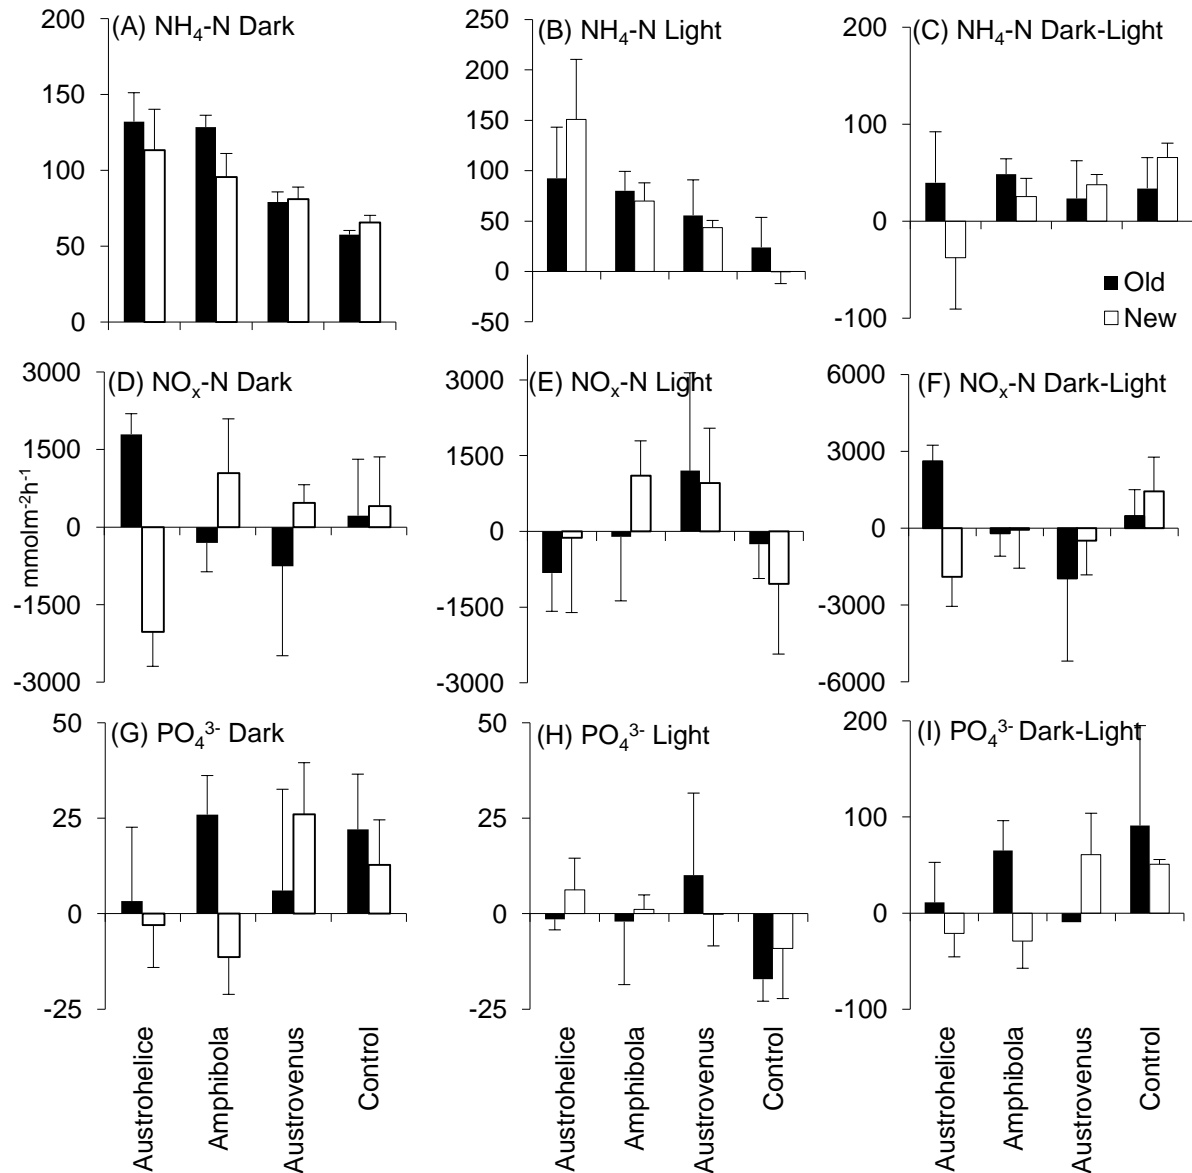 (A) NH₄-N Dark
200
150
100
50
0
(B) NH₄-N Light
250
200
150
100
50
0
-50
(C) NH₄-N Dark-Light
200
100
0
-100
Old
New
(D) NOₓ-N Dark
3000
1500
0
-1500
-3000
mmolm⁻²h⁻¹
(E) NOₓ-N Light
3000
1500
0
-1500
-3000
(F) NOₓ-N Dark-Light
6000
3000
0
-3000
-6000
(G) PO₄³⁻ Dark
50
25
0
-25
Austrohelice
Amphibola
Austrovenus
Control
(H) PO₄³⁻ Light
50
25
0
-25
Austrohelice
Amphibola
Austrovenus
Control
(I) PO₄³⁻ Dark-Light
200
100
0
-100
Austrohelice
Amphibola
Austrovenus
Control